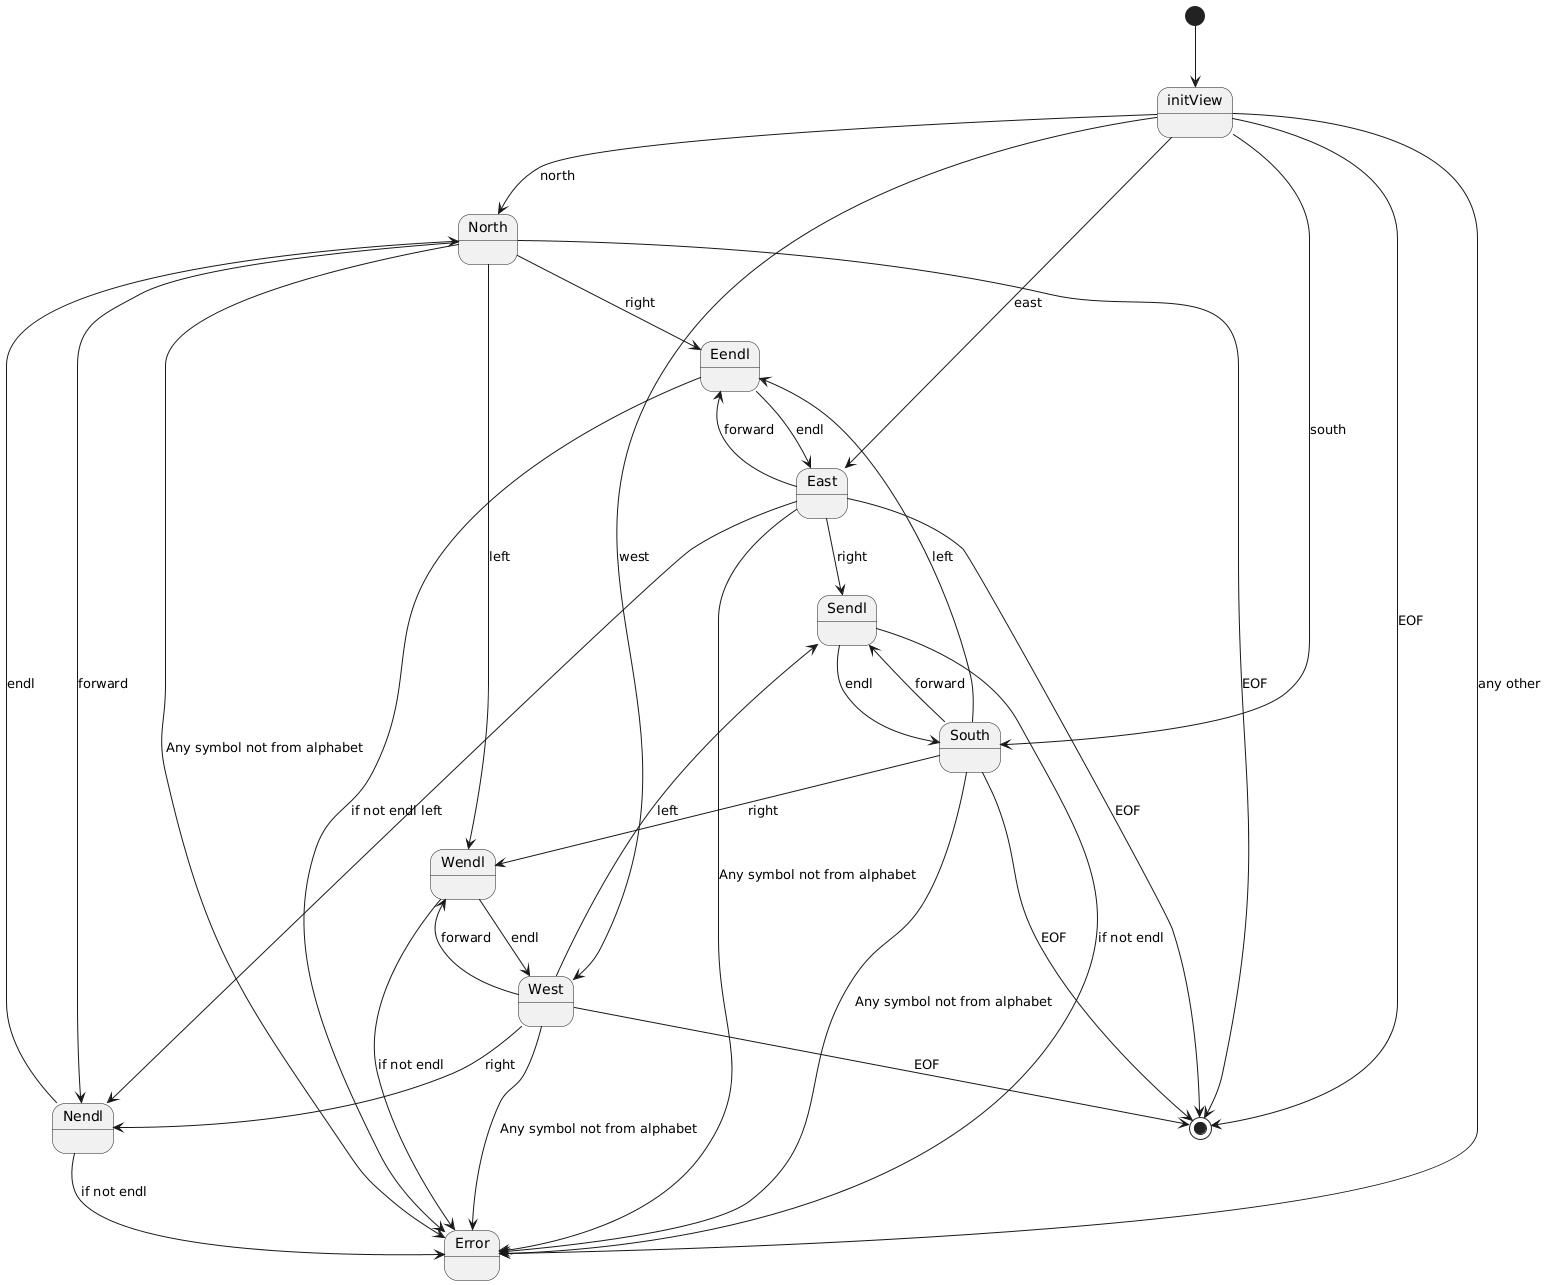 initView
north
North
right
east
Eendl
forward
endl
south
East
left
west
right
left
Sendl
EOF
endl
forward
endl
forward
EOF
any other
South
Any symbol not from alphabet
if not endl
left
left
right
EOF
Wendl
Any symbol not from alphabet
forward
endl
EOF
if not endl
West
Any symbol not from alphabet
if not endl
right
EOF
Nendl
Any symbol not from alphabet
if not endl
Error